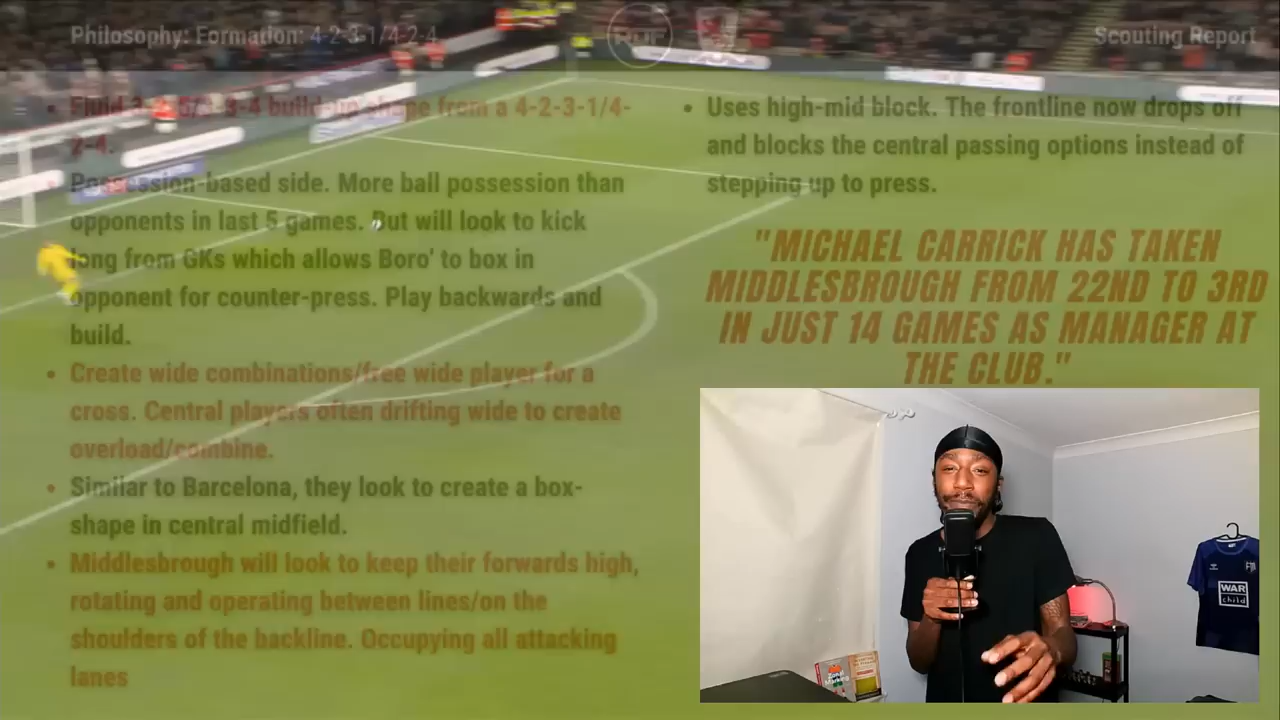 Philosophy: Formation: 4-2-3-1/4-2-4
Scouting Report
build-up shape from a 4-2-3-1/4-
2-4.
Possession-based side. More ball possession than
opponents in last 5 games. But will look to kick
long from GKs which allows Boro' to box in
opponent for counter-press. Play backwards and
build.
• Create wide combinations/free wide player for a
cross. Central players often drifting wide to create
overload/combine.
• Similar to Barcelona, they look to create a box-
shape in central midfield.
• Middlesbrough will look to keep their forwards high,
rotating and operating between lines/on the
shoulders of the backline. Occupying all attacking
lanes
• Uses high-mid block. The frontline now drops off
and blocks the central passing options instead of
stepping up to press.
"MICHAEL CARRICK HAS TAKEN
MIDDLESBROUGH FROM 22ND TO 3RD
IN JUST 14 GAMES AS MANAGER AT
THE CLUB."
WAR
child